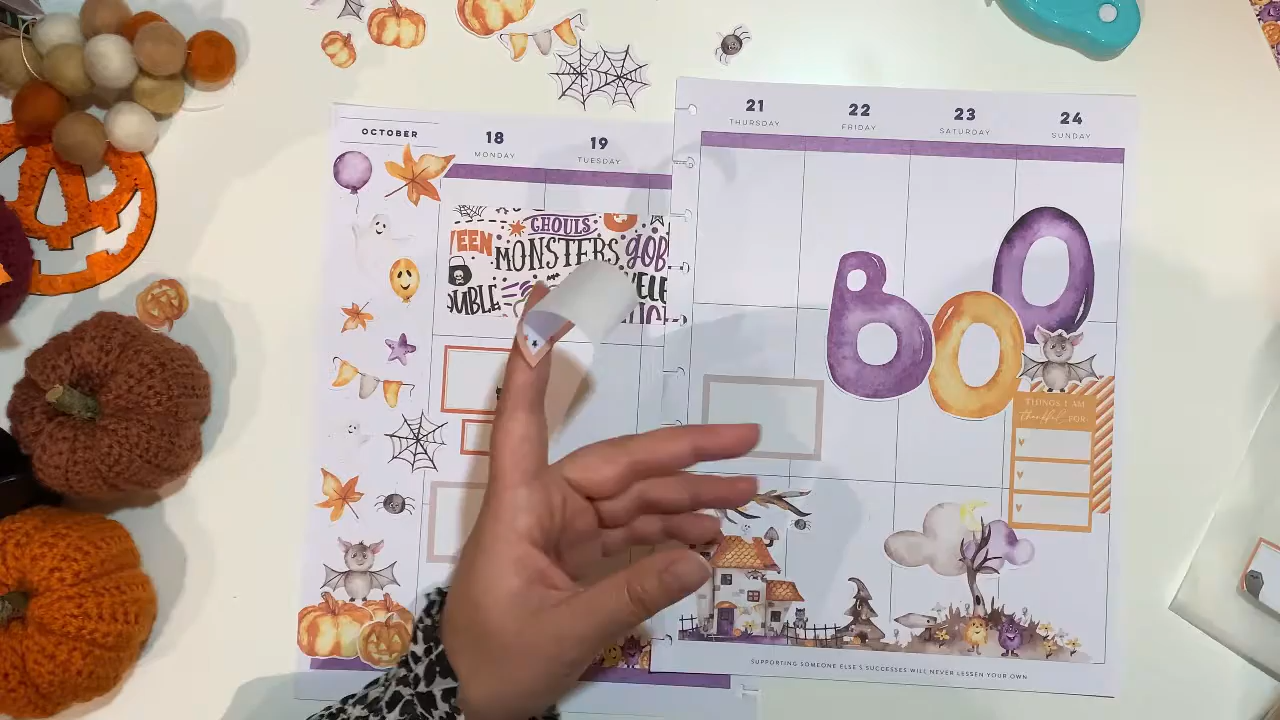 OCTOBER
18
MONDAY
19
TUESDAY
21
THURSDAY
22
FRIDAY
23
SATURDAY
24
SUNDAY
GHOULS
MONSTERS
BOO
THINGS I AM
thankful FOR:
SUPPORTING SOMEONE ELSE'S SUCCESSES WILL NEVER LESSEN YOUR OWN